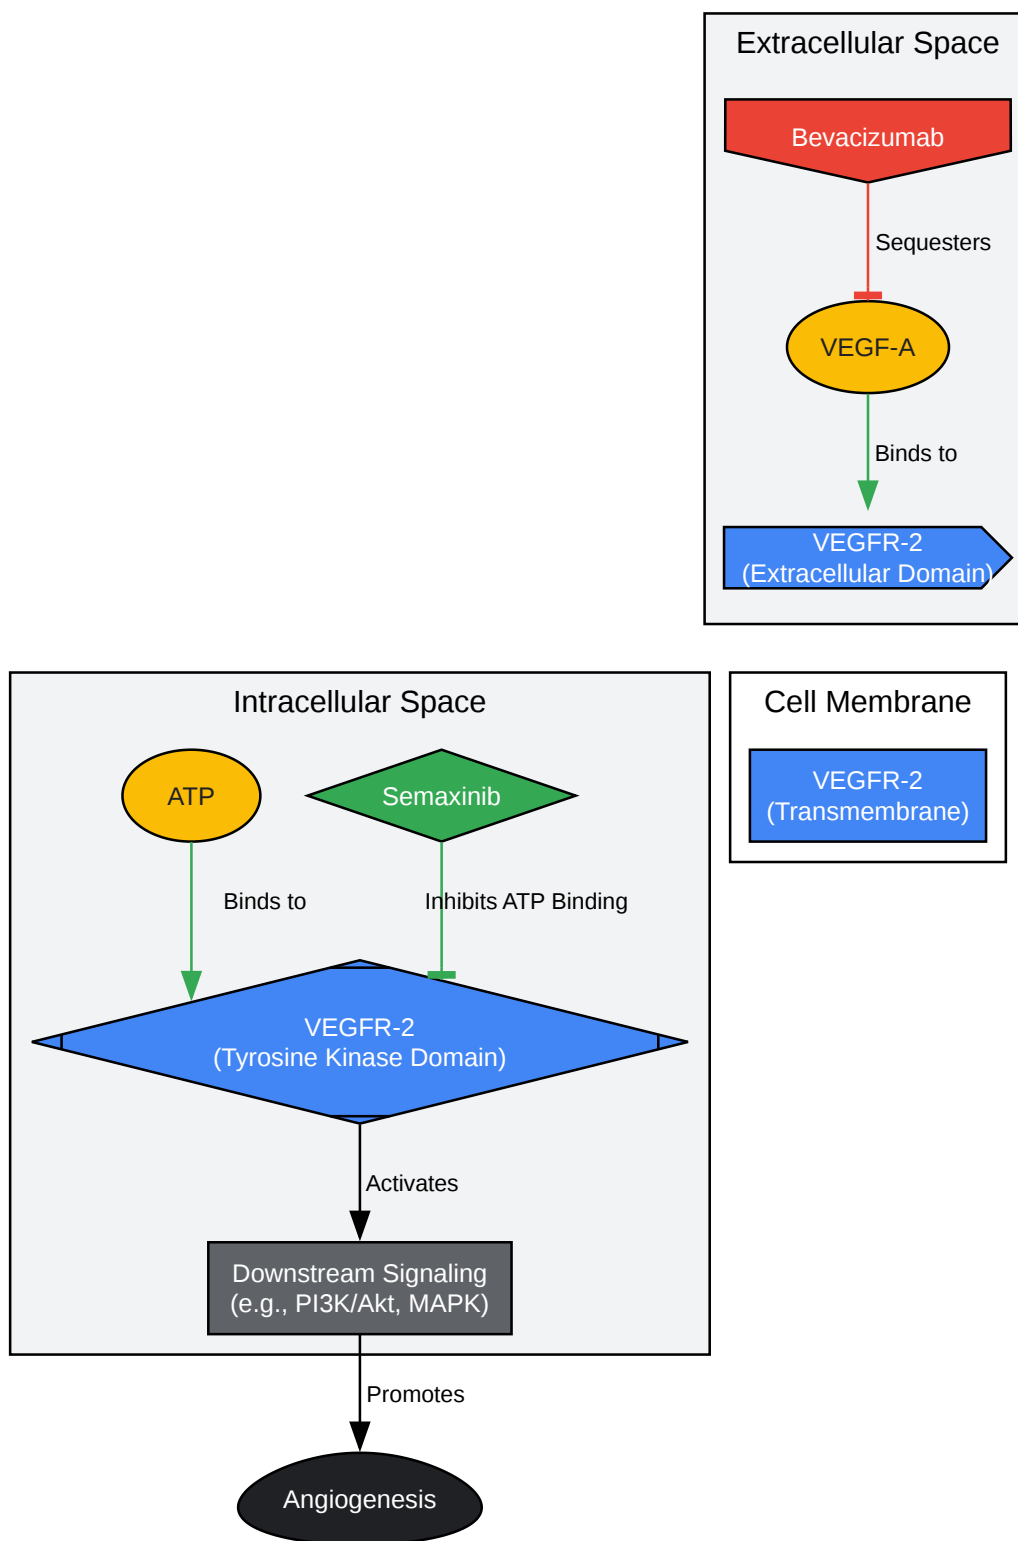 Extracellular Space
Bevacizumab
Sequesters
VEGF-A
Binds to
VEGFR-2
(Extracellular Domain)
Intracellular Space
ATP
Semaxinib
Binds to
Inhibits ATP Binding
VEGFR-2
(Tyrosine Kinase Domain)
Activates
Downstream Signaling
(e.g., PI3K/Akt, MAPK)
Promotes
Angiogenesis
Cell Membrane
VEGFR-2
(Transmembrane)